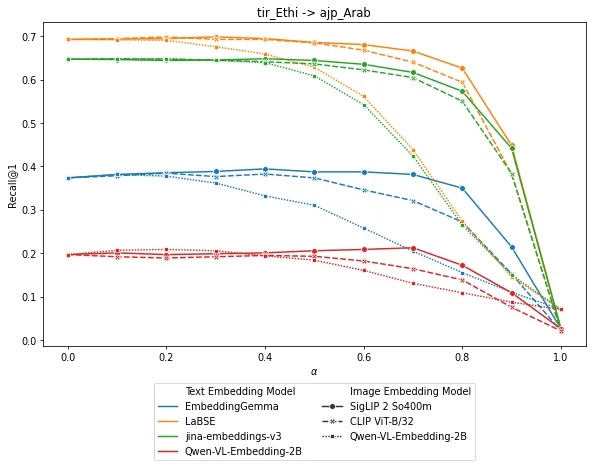 tir_Ethi -> ajp_Arab
Recall@1
0.7
0.6
0.5
0.4
0.3
0.2
0.1
0.0
0.0 0.2 0.4 0.6 0.8 1.0
α
Text Embedding Model
EmbeddingGemma
LaBSE
jina-embeddings-v3
Qwen-VL-Embedding-2B
Image Embedding Model
SigLIP 2 So400m
CLIP ViT-B/32
Qwen-VL-Embedding-2B